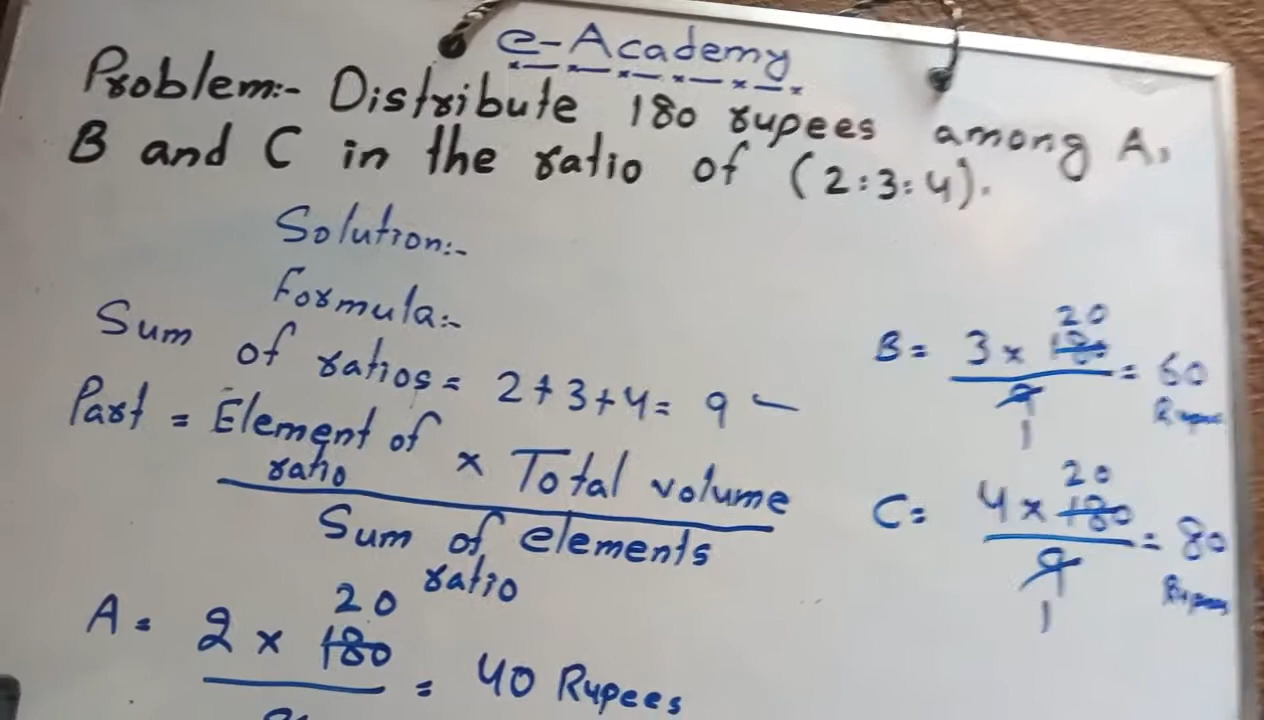 e-Academy
Problem:- Distribute 180 rupees among A,
B and C in the ratio of (2:3:4).
Solution:-
Formula:-
Sum of ratios = 2+3+4= 9
Part = Element of ratio x Total volume
Sum of elements ratio
20
A = 2 x 180 = 40 Rupees
20
B = 3 x 180 = 60
9
1
Rupees
20
C = 4 x 180 = 80
9
1
Rupees